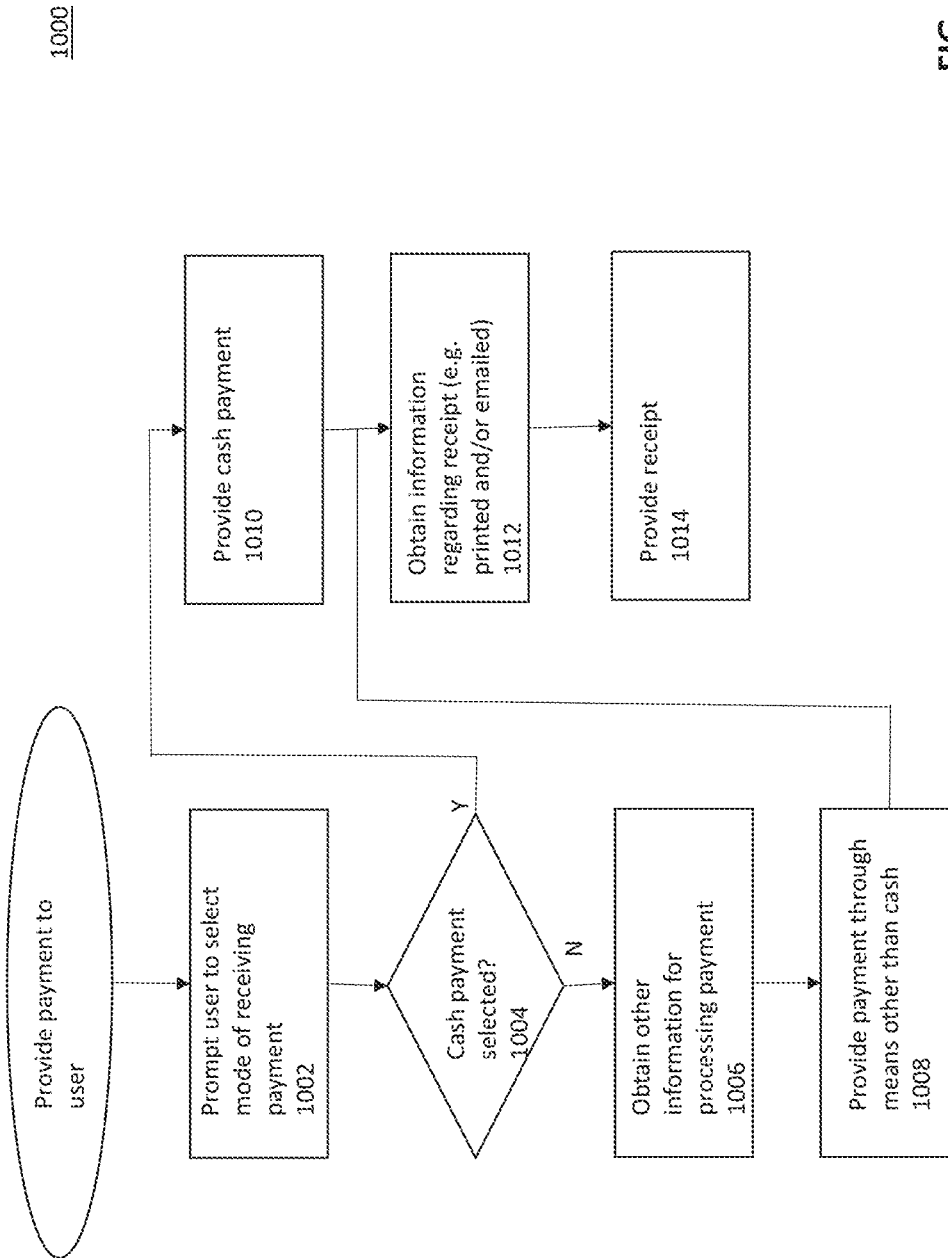 1000
Provide payment to
user
Prompt user to select
mode of receiving
payment
1002
Cash payment
selected?
1004
Y
N
Obtain other
information for
processing payment
1006
Provide payment through
means other than cash
1008
Provide cash payment
1010
Obtain information
regarding receipt (e.g.
printed and/or emailed)
1012
Provide receipt
1014